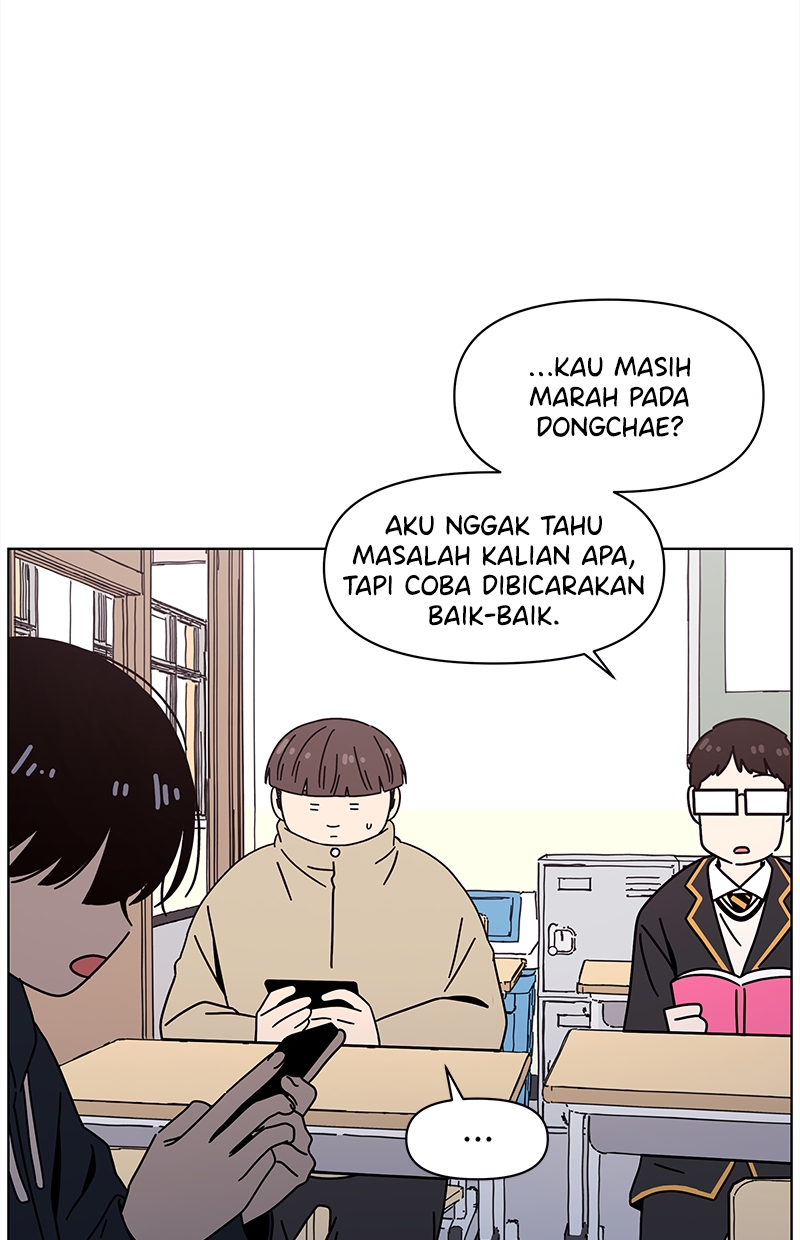 ...KAU MASIH
MARAH PADA
DONGCHAE?
AKU NGGAK TAHU
MASALAH KALIAN APA,
TAPI COBA DIBICARAKAN
BAIK-BAIK.
...